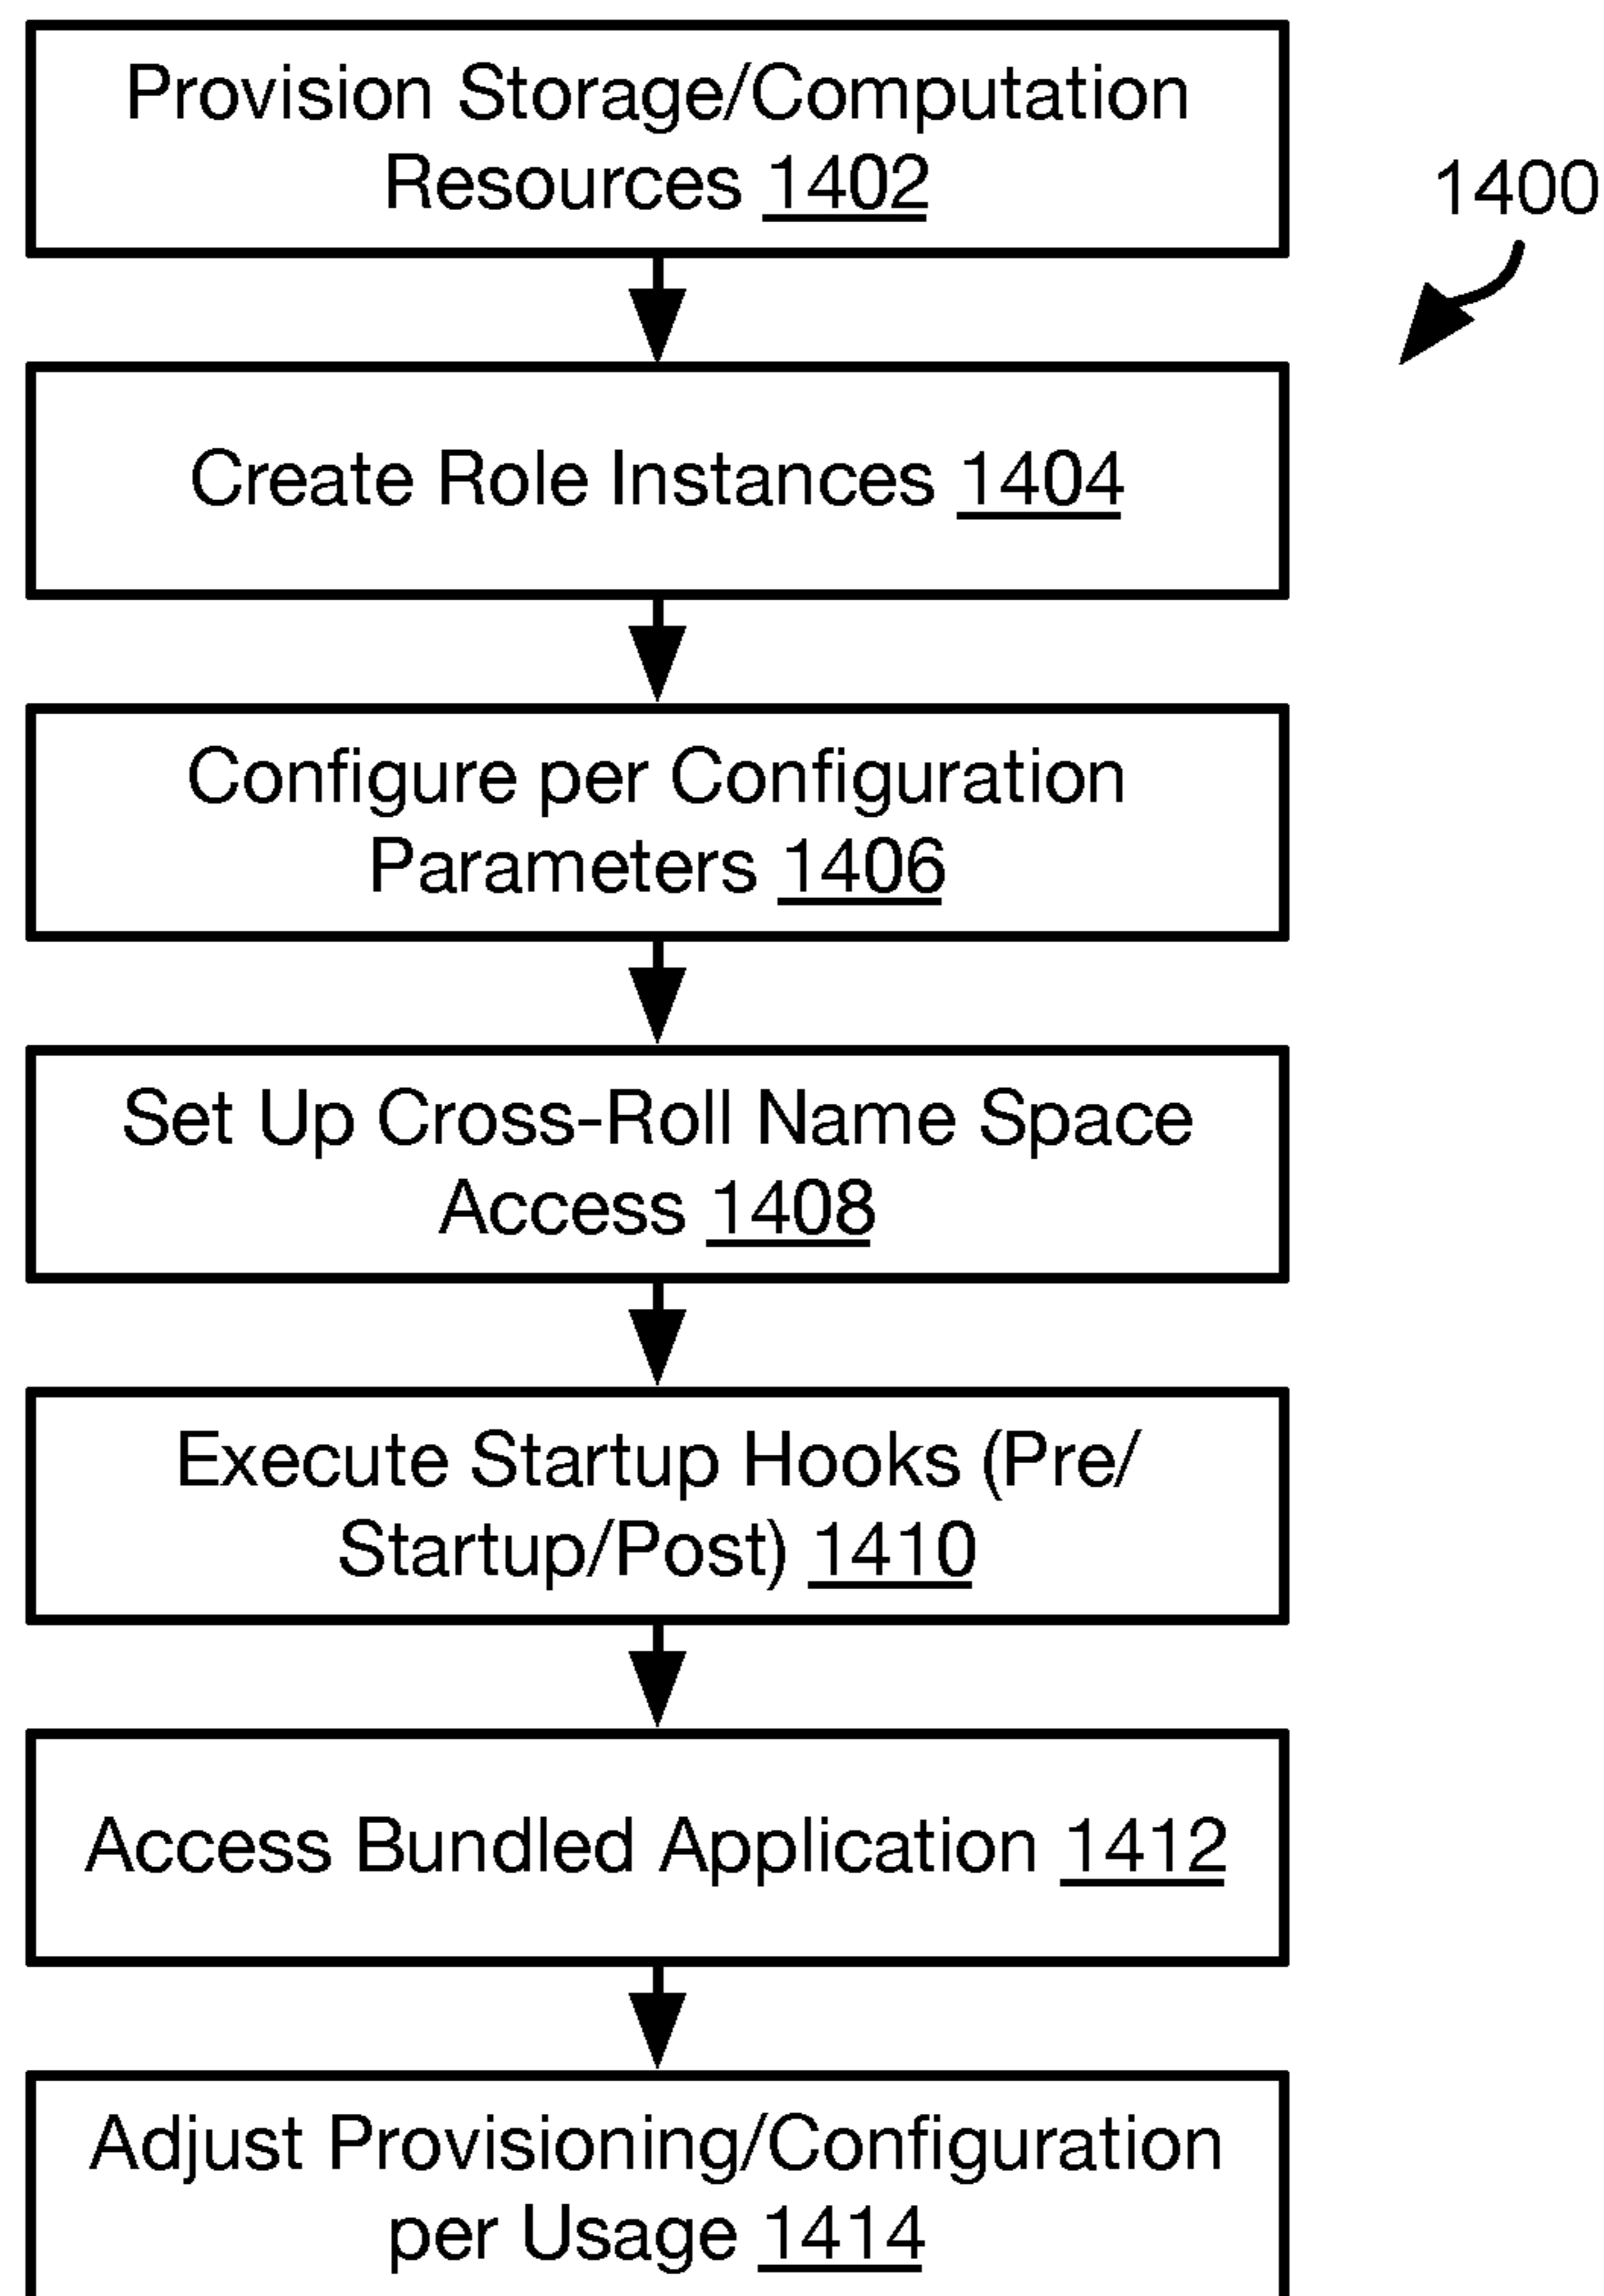 Provision Storage/Computation
Resources 1402
1400
Create Role Instances 1404
Configure per Configuration
Parameters 1406
Set Up Cross-Roll Name Space
Access 1408
Execute Startup Hooks (Pre/
Startup/Post) 1410
Access Bundled Application 1412
Adjust Provisioning/Configuration
per Usage 1414